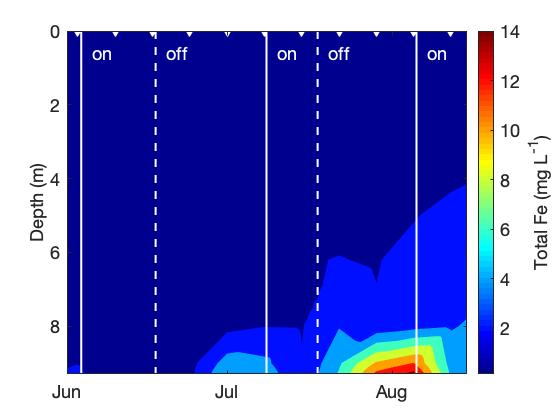 0
2
4
6
8
Depth (m)
on
off
on
off
on
Jun
Jul
Aug
14
12
10
8
6
4
2
Total Fe (mg L-1)